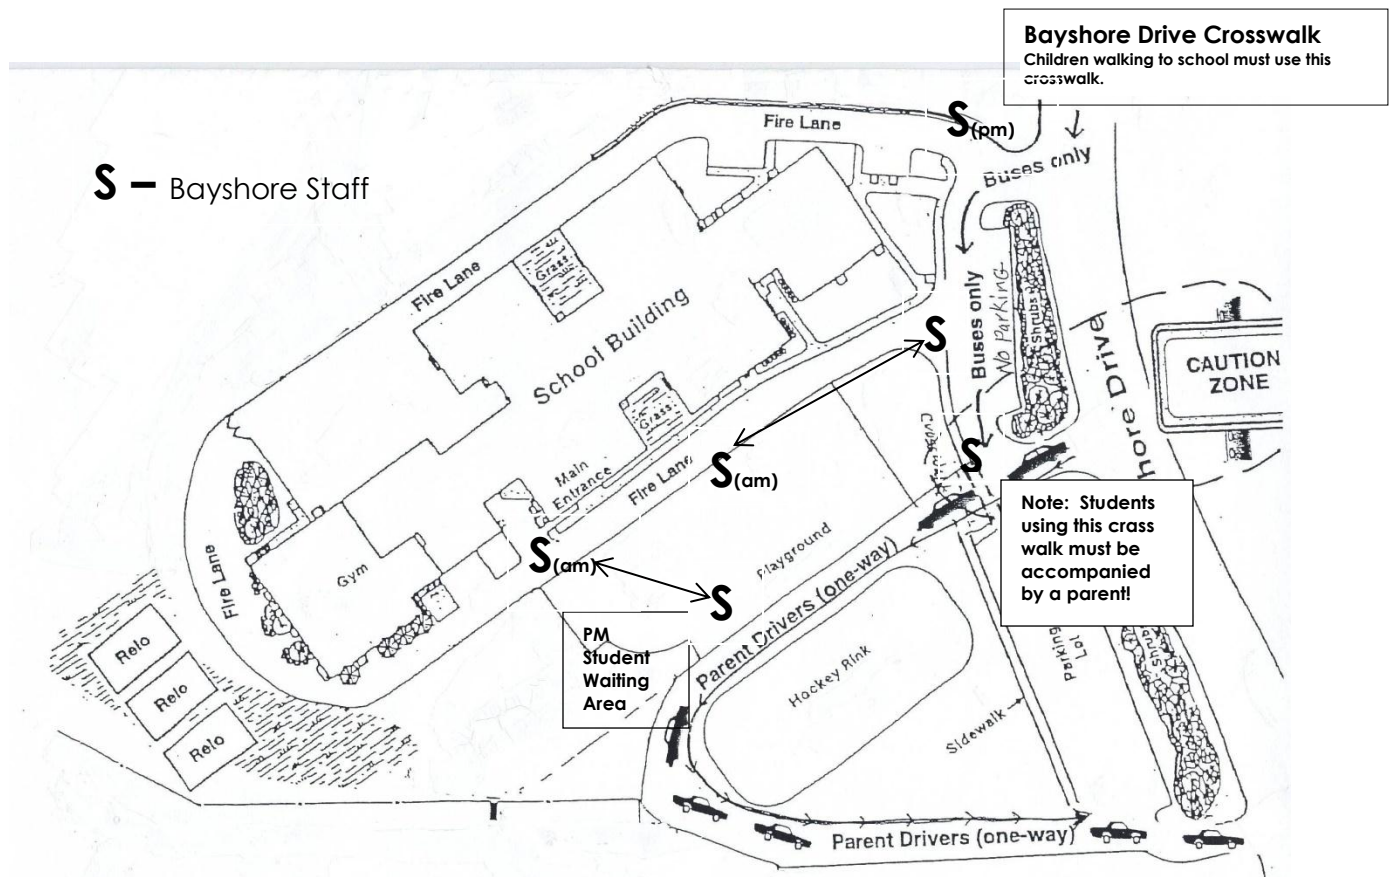 Bayshore Drive Crosswalk
Children walking to school must use this
crosswalk.
S – Bayshore Staff
Fire Lane
S(pm)
Buses only
Fire Lane
Grass
School Building
Buses only
No Parking
Shrubs
hore Drive
CAUTION
ZONE
S
Grass
Main
Entrance
Fire Lane
S(am)
S
Note: Students
using this crass
walk must be
accompanied
by a parent!
S(am)
S
Playground
Parent Drivers (one-way)
Hockey Rink
Gym
Fire Lane
PM
Student
Waiting
Area
Relo
Relo
Relo
Sidewalk
Parking
Lot
Shrubs
Parent Drivers (one-way)